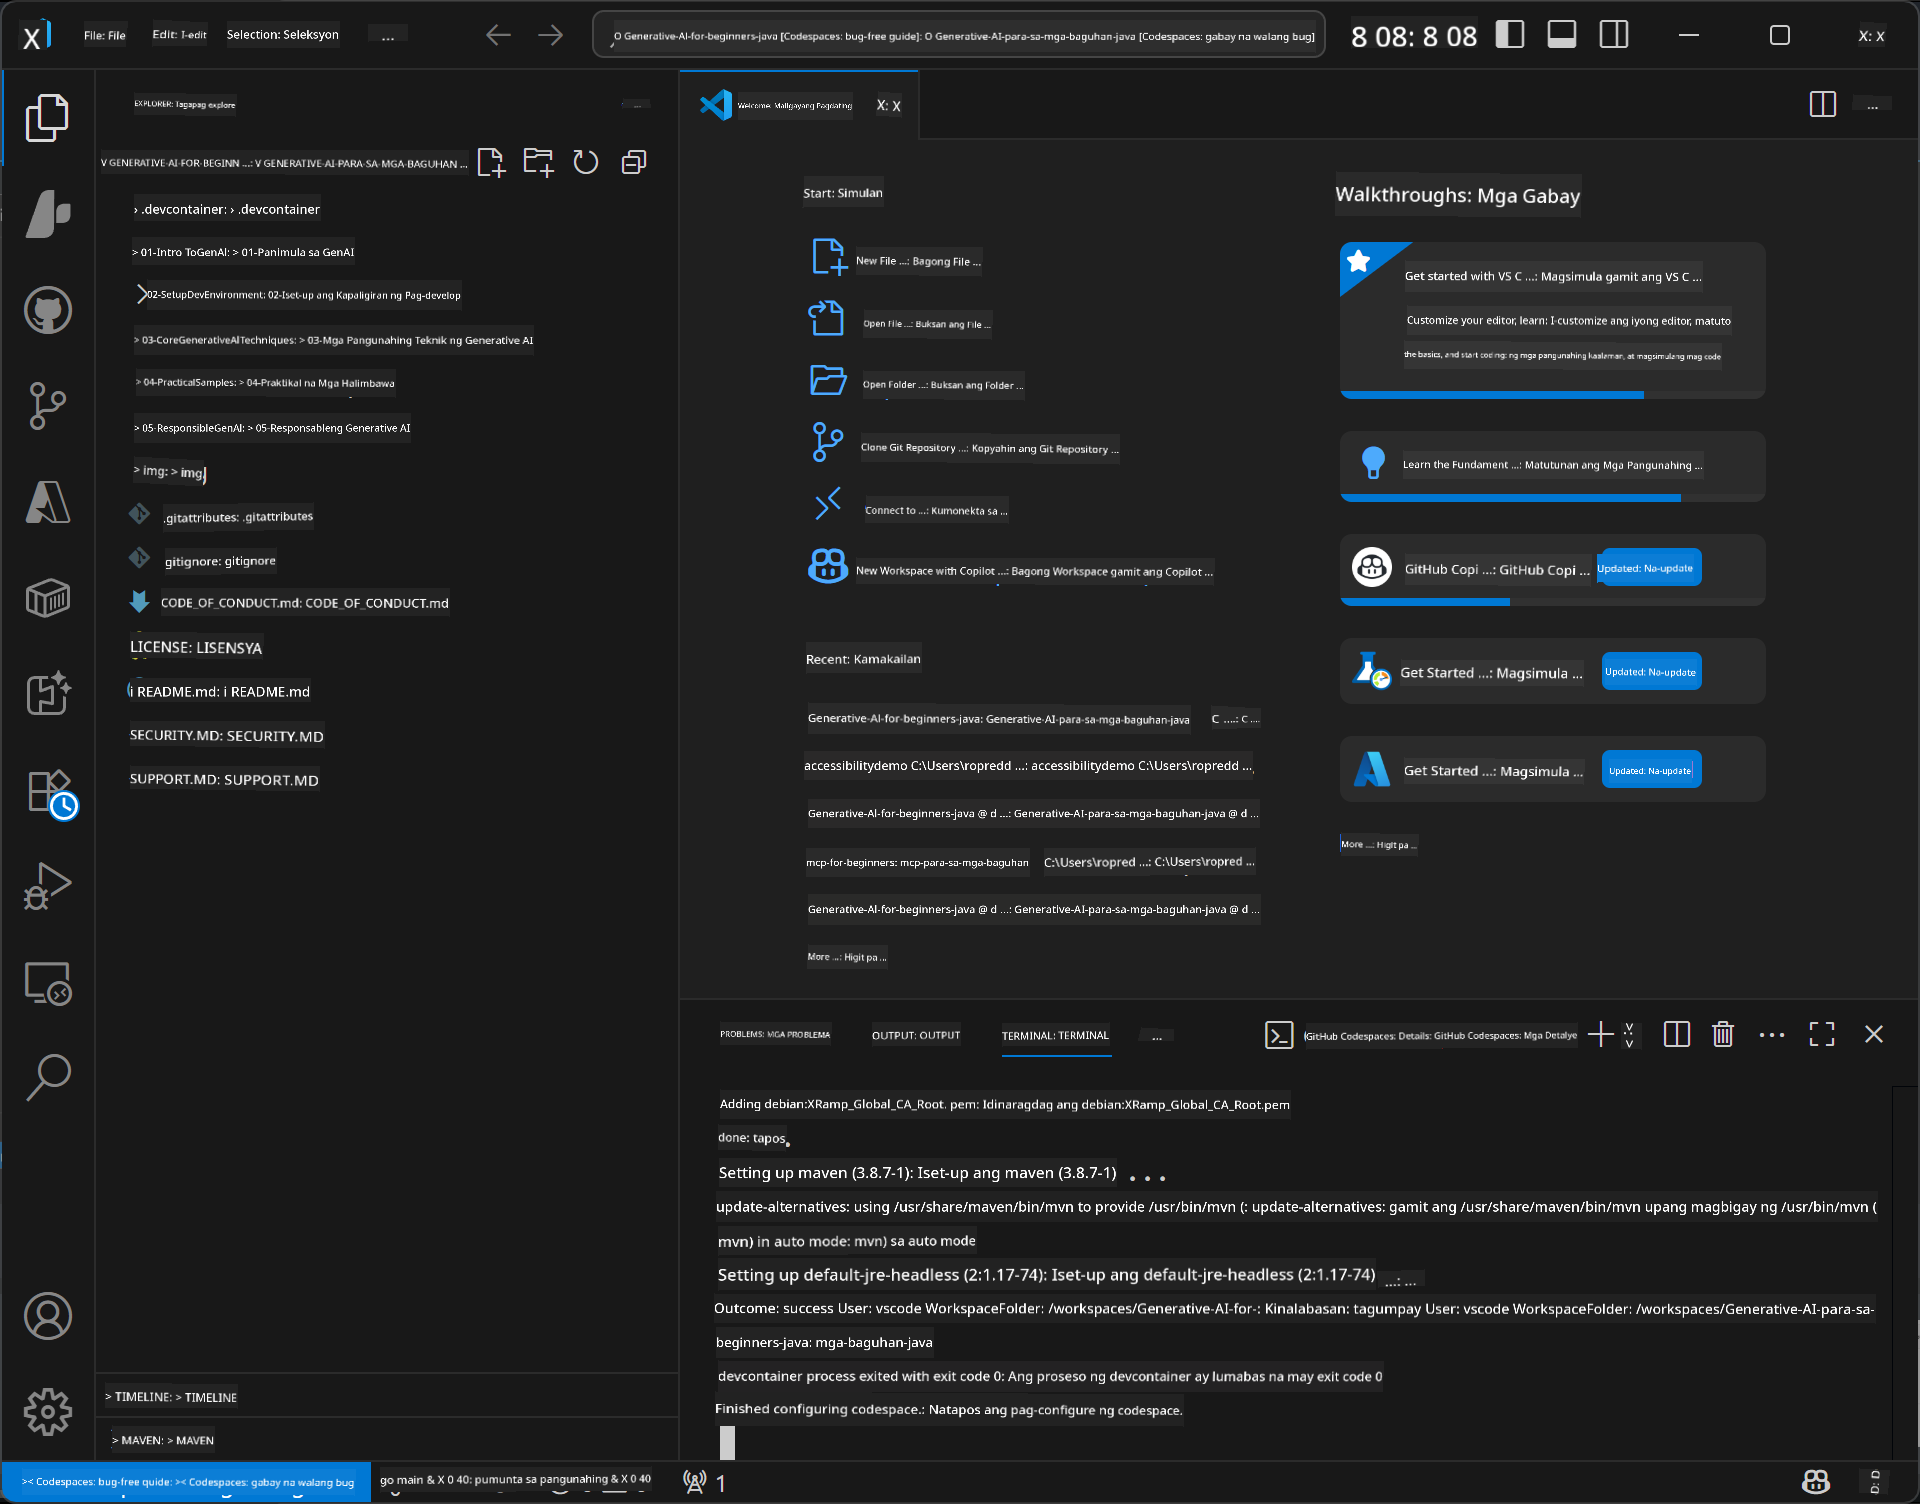 File: File
Edit: I-edit
Selection: Seleksyon
...
O Generative-AI-for-beginners-java [Codespaces: bug-free guide]: O Generative-AI-para-sa-mga-baguhan-java [Codespaces: gabay na walang bug]
8 08: 8 08
X: X
EXPLORER: Tagapag explore
...
V GENERATIVE-AI-FOR-BEGINN ...: V GENERATIVE-AI-PARA-SA-MGA-BAGUHAN ...
› .devcontainer: › .devcontainer
> 01-Intro ToGenAI: > 01-Panimula sa GenAI
02-SetupDevEnvironment: 02-Iset-up ang Kapaligiran ng Pag-develop
> 03-CoreGenerativeAITechniques: > 03-Mga Pangunahing Teknik ng Generative AI
> 04-PracticalSamples: > 04-Praktikal na Mga Halimbawa
> 05-ResponsibleGenAI: > 05-Responsableng Generative AI
> img: > img
.gitattributes: .gitattributes
gitignore: gitignore
CODE_OF_CONDUCT.md: CODE_OF_CONDUCT.md
LICENSE: LISENSYA
i README.md: i README.md
SECURITY.MD: SECURITY.MD
SUPPORT.MD: SUPPORT.MD
> TIMELINE: > TIMELINE
> MAVEN: > MAVEN
Welcome: Maligayang Pagdating
X: X
...
Start: Simulan
New File ...: Bagong File ...
Open File ...: Buksan ang File ...
Open Folder ...: Buksan ang Folder ...
Clone Git Repository ...: Kopyahin ang Git Repository ...
Connect to ...: Kumonekta sa ...
New Workspace with Copilot ...: Bagong Workspace gamit ang Copilot ...
Recent: Kamakailan
Generative-AI-for-beginners-java: Generative-AI-para-sa-mga-baguhan-java C ....: C ....
accessibilitydemo C:\Users\ropredd ...: accessibilitydemo C:\Users\ropredd ...
Generative-AI-for-beginners-java @ d ...: Generative-AI-para-sa-mga-baguhan-java @ d ...
mcp-for-beginners: mcp-para-sa-mga-baguhan C:\Users\ropred ...: C:\Users\ropred ...
Generative-AI-for-beginners-java @ d ...: Generative-AI-para-sa-mga-baguhan-java @ d ...
More ...: Higit pa ...
Walkthroughs: Mga Gabay
Get started with VS C ...: Magsimula gamit ang VS C ...
Customize your editor, learn: I-customize ang iyong editor, matuto
the basics, and start coding: ng mga pangunahing kaalaman, at magsimulang mag code
Learn the Fundament ...: Matutunan ang Mga Pangunahing ...
GitHub Copi ...: GitHub Copi ... Updated: Na-update
Get Started ...: Magsimula ... Updated: Na-update
Get Started ...: Magsimula ... Updated: Na-update
More ...: Higit pa ...
PROBLEMS: MGA PROBLEMA
OUTPUT: OUTPUT
TERMINAL: TERMINAL
...
GitHub Codespaces: Details: GitHub Codespaces: Mga Detalye
Adding debian:XRamp_Global_CA_Root. pem: Idinaragdag ang debian:XRamp_Global_CA_Root.pem
done: tapos.
Setting up maven (3.8.7-1): Iset-up ang maven (3.8.7-1) ...
update-alternatives: using /usr/share/maven/bin/mvn to provide /usr/bin/mvn (: update-alternatives: gamit ang /usr/share/maven/bin/mvn upang magbigay ng /usr/bin/mvn (
mvn) in auto mode: mvn) sa auto mode
Setting up default-jre-headless (2:1.17-74): Iset-up ang default-jre-headless (2:1.17-74) ...: ...
Outcome: success User: vscode WorkspaceFolder: /workspaces/Generative-AI-for-: Kinalabasan: tagumpay User: vscode WorkspaceFolder: /workspaces/Generative-AI-para-sa-
beginners-java: mga-baguhan-java
devcontainer process exited with exit code 0: Ang proseso ng devcontainer ay lumabas na may exit code 0
Finished configuring codespace.: Natapos ang pag-configure ng codespace.
>< Codespaces: bug-free quide: >< Codespaces: gabay na walang bug
go main & X 0 40: pumunta sa pangunahing & X 0 40
1
D: D